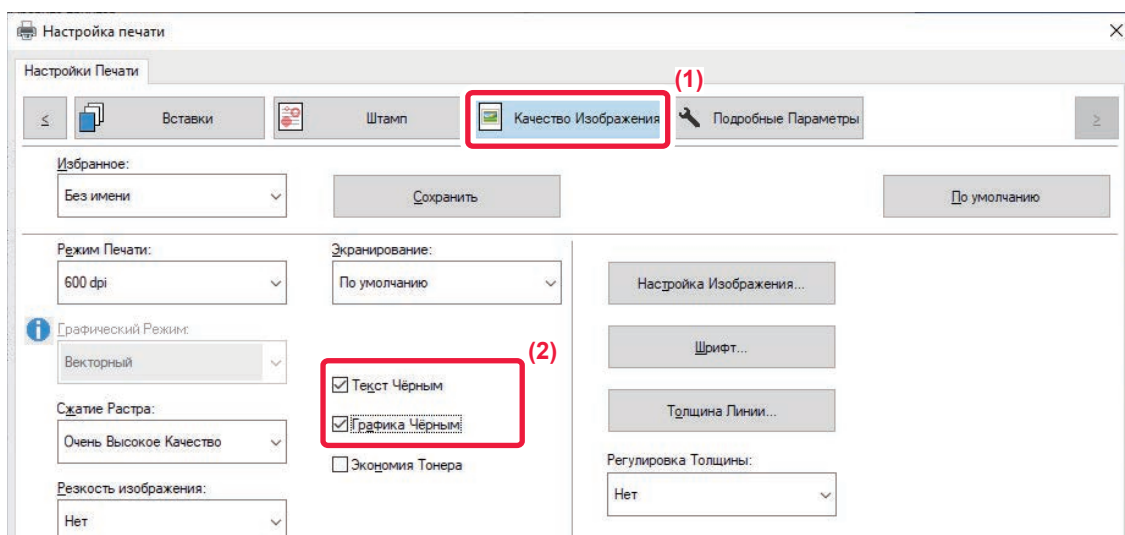 Настройка печати
Настройки Печати
(1)
<
Вставки
Штамп
Качество Изображения
Подробные Параметры
>
Избранное:
Без имени
Сохранить
По умолчанию
Режим Печати:
600 dpi
Экранирование:
По умолчанию
Настройка Изображения...
Графический Режим:
Векторный
(2)
Шрифт...
Текст Чёрным
Сжатие Растра:
Очень Высокое Качество
Графика Чёрным
Толщина Линии...
Экономия Тонера
Регулировка Толщины:
Нет
Резкость изображения:
Нет